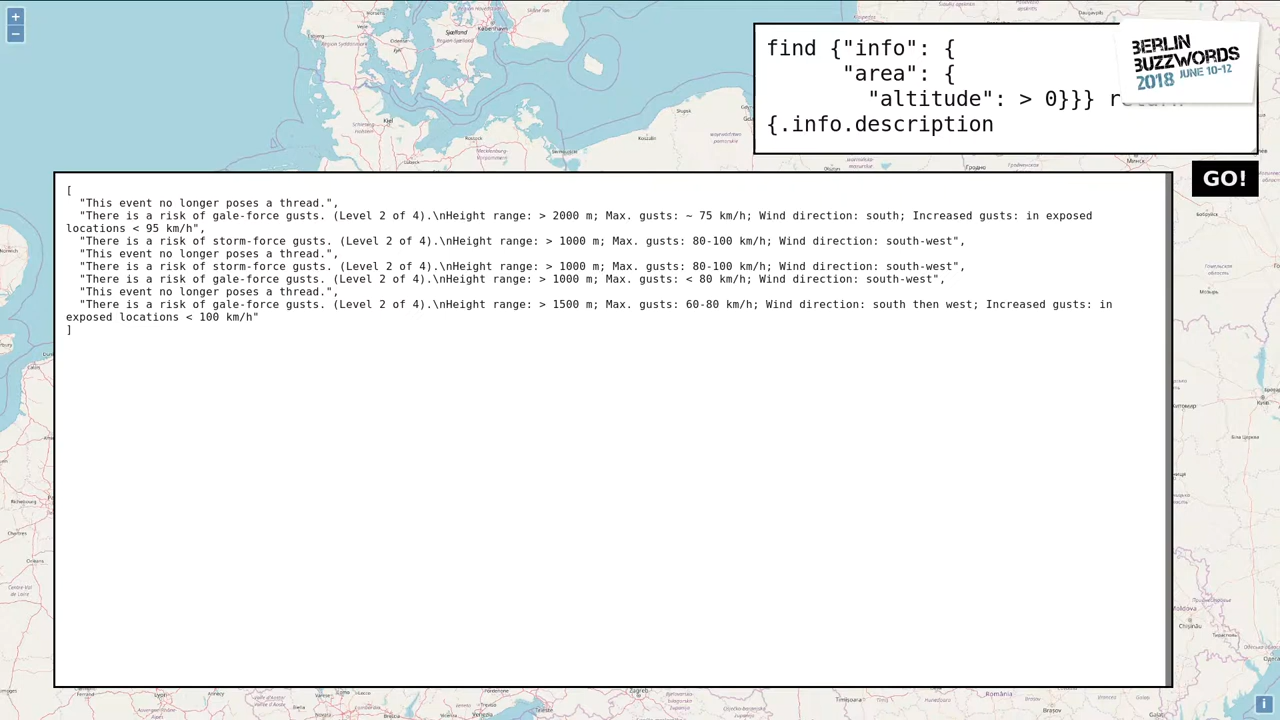 +
−
find {"info": {
"area": {
"altitude": > 0}}}
{.info.description
BERLIN
BUZZWORDS
2018 JUNE 10-12
GO!
[
"This event no longer poses a thread.",
"There is a risk of gale-force gusts. (Level 2 of 4).\nHeight range: > 2000 m; Max. gusts: ~ 75 km/h; Wind direction: south; Increased gusts: in exposed
locations < 95 km/h",
"There is a risk of storm-force gusts. (Level 2 of 4).\nHeight range: > 1000 m; Max. gusts: 80-100 km/h; Wind direction: south-west",
"This event no longer poses a thread.",
"There is a risk of storm-force gusts. (Level 2 of 4).\nHeight range: > 1000 m; Max. gusts: 80-100 km/h; Wind direction: south-west",
"There is a risk of gale-force gusts. (Level 2 of 4).\nHeight range: > 1000 m; Max. gusts: < 80 km/h; Wind direction: south-west",
"This event no longer poses a thread.",
"There is a risk of gale-force gusts. (Level 2 of 4).\nHeight range: > 1500 m; Max. gusts: 60-80 km/h; Wind direction: south then west; Increased gusts: in
exposed locations < 100 km/h"
]
Kiel
Lübeck
Rostock
Zagreb
România
Chișinău
Brașov
i